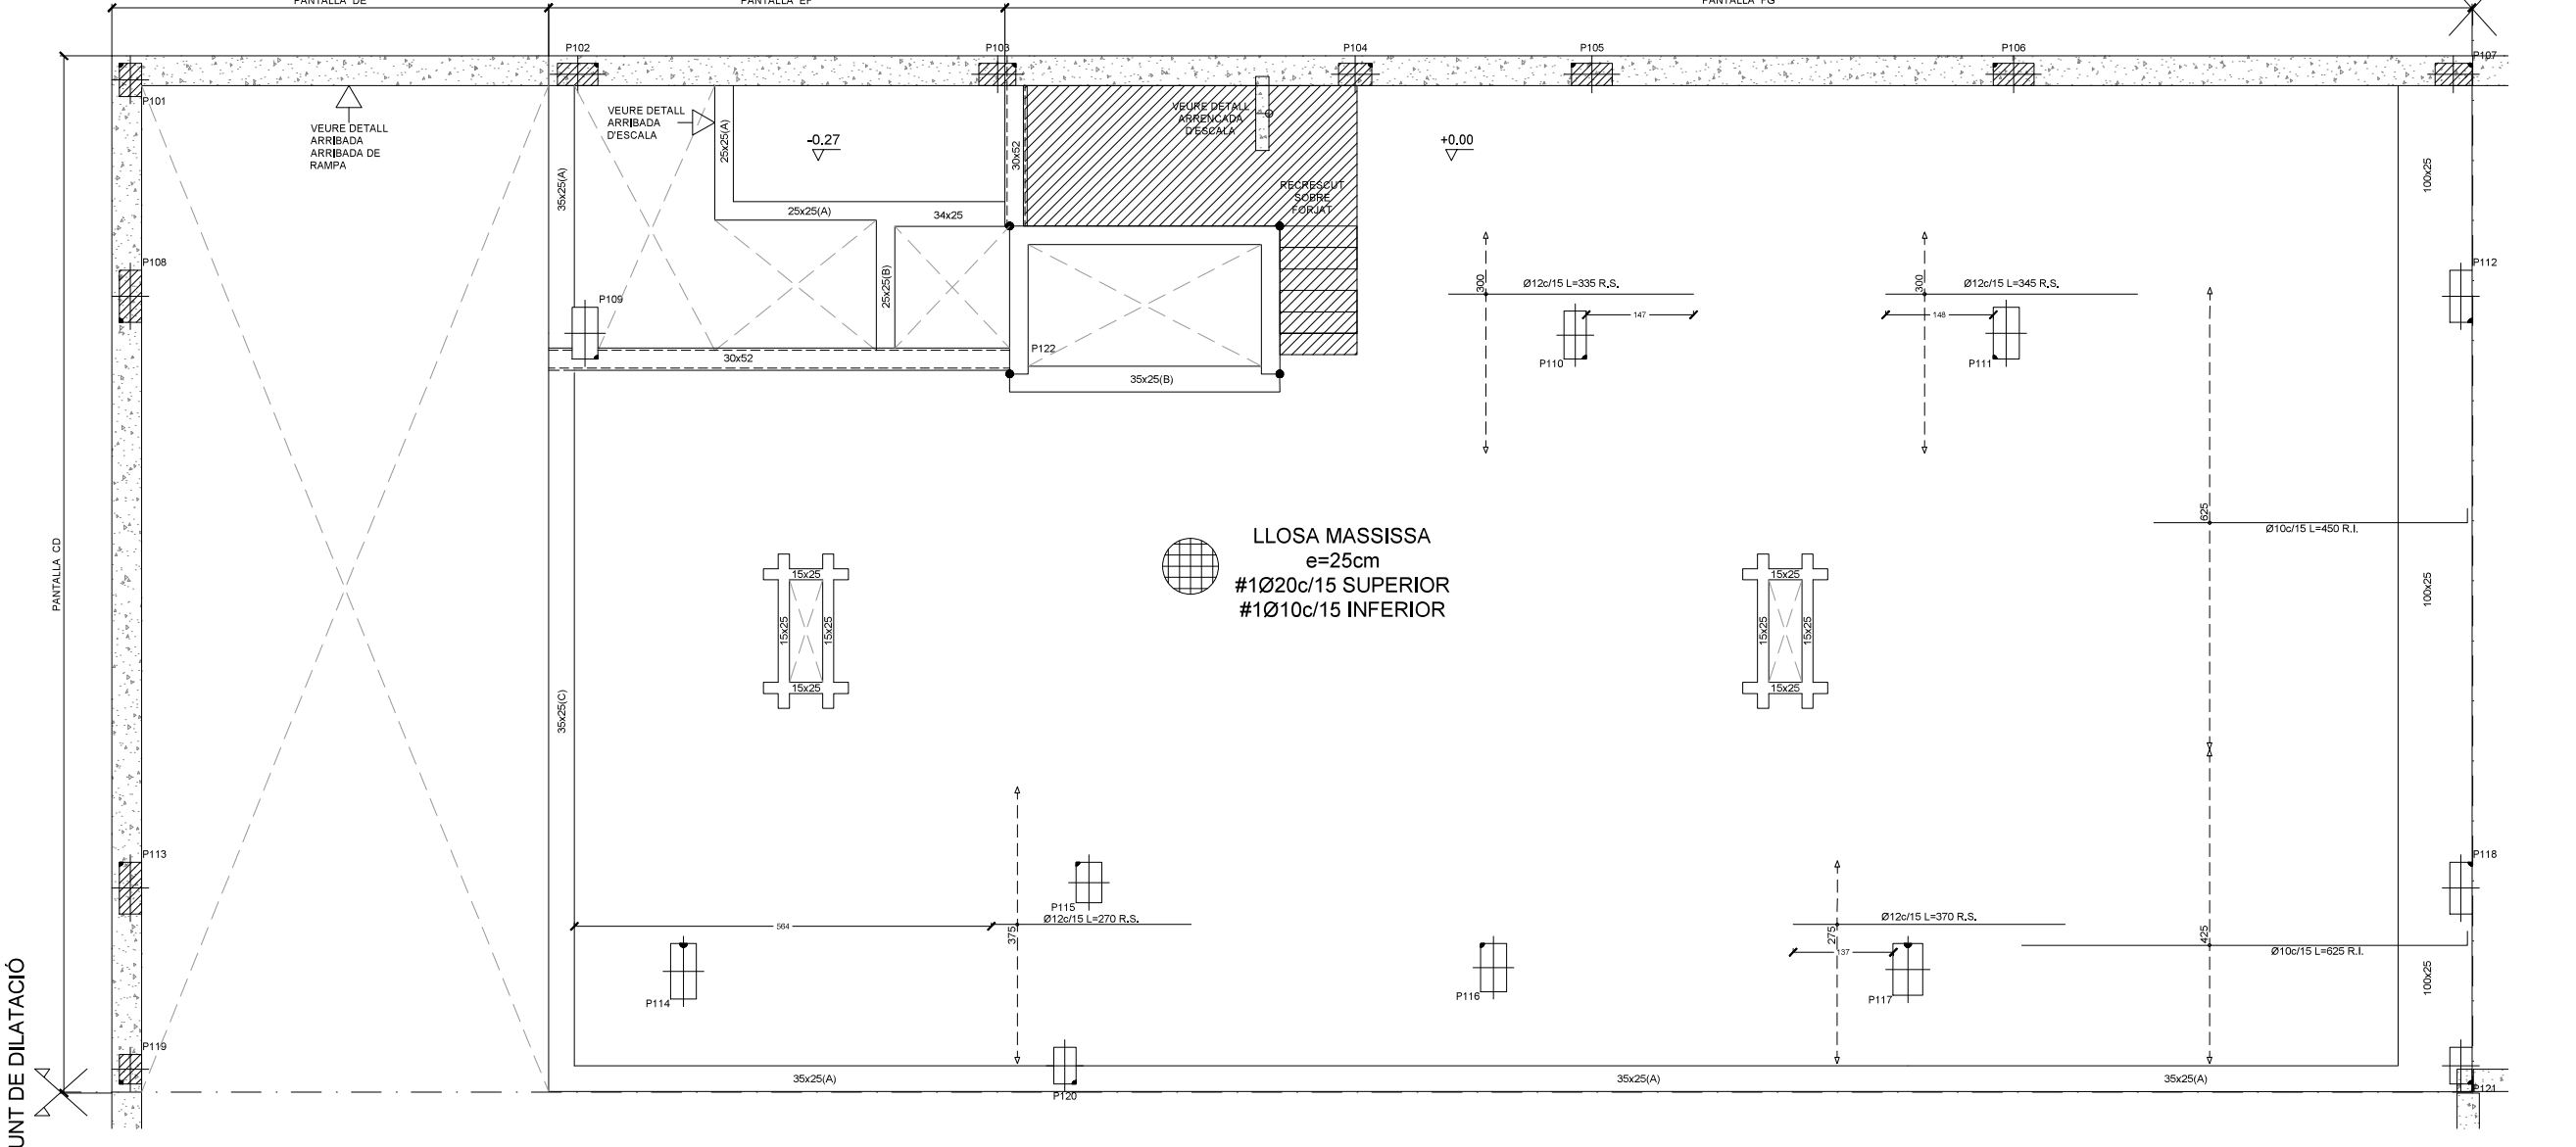 PANTALLA DE
PANTALLA EF
PANTALLA FG
P102
P103
P104
P105
P106
P107
P101
VEURE DETALL
ARRIBADA
ARRIBADA DE
RAMPA
VEURE DETALL
ARRIBADA
D'ESCALA
25x25(A)
-0.27
30x52
VEURE DETALL
ARRENCADA
D'ESCALA
+0.00
35x25(A)
100x25
RECRESCUT
SOBRE
FORJAT
25x25(A)
34x25
P108
P112
25x25(B)
300
Ø12c/15 L=335 R.S.
300
Ø12c/15 L=345 R.S.
P109
147
148
P122
30x52
P110
P111
35x25(B)
625
Ø10c/15 L=450 R.I.
PANTALLA CD
LLOSA MASSISSA
e=25cm
#1Ø20c/15 SUPERIOR
#1Ø10c/15 INFERIOR
15x25
15x25
15x25
15x25
15x25
15x25
15x25
15x25
100x25
35x25(C)
P113
P118
P115
Ø12c/15 L=270 R.S.
Ø12c/15 L=370 R.S.
564
375
275
425
137
Ø10c/15 L=625 R.I.
P114
P116
P117
100x25
P119
35x25(A)
35x25(A)
35x25(A)
P120
P121
UNT DE DILATACIÓ